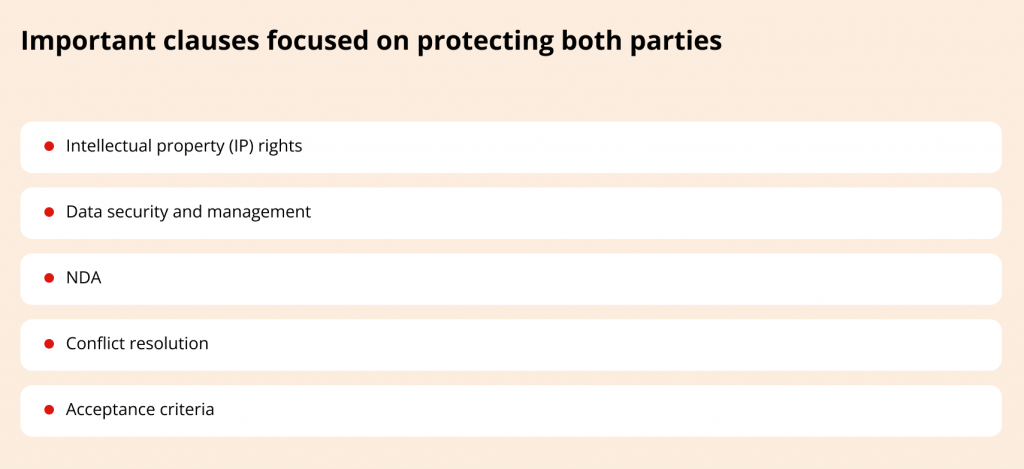 Important clauses focused on protecting both parties
Intellectual property (IP) rights
Data security and management
NDA
Conflict resolution
Acceptance criteria